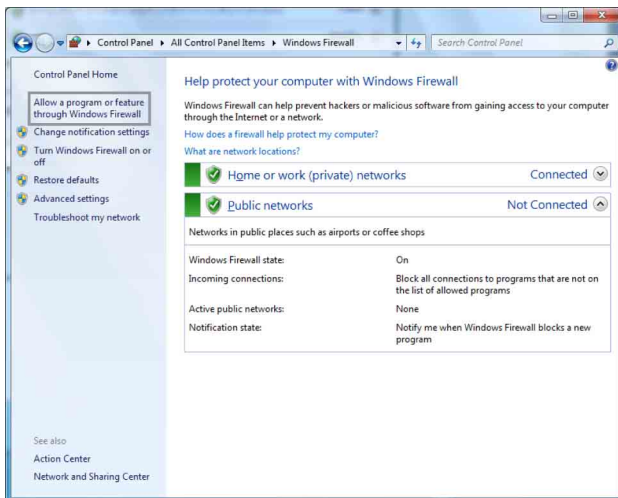 Control Panel ▸ All Control Panel Items ▸ Windows Firewall
Search Control Panel
Control Panel Home
Allow a program or feature
through Windows Firewall
Change notification settings
Turn Windows Firewall on or
off
Restore defaults
Advanced settings
Troubleshoot my network
See also
Action Center
Network and Sharing Center
Help protect your computer with Windows Firewall
Windows Firewall can help prevent hackers or malicious software from gaining access to your computer
through the Internet or a network.
How does a firewall help protect my computer?
What are network locations?
Home or work (private) networks Connected
Public networks Not Connected
Networks in public places such as airports or coffee shops
Windows Firewall state: On
Incoming connections: Block all connections to programs that are not on
the list of allowed programs
Active public networks: None
Notification state: Notify me when Windows Firewall blocks a new
program